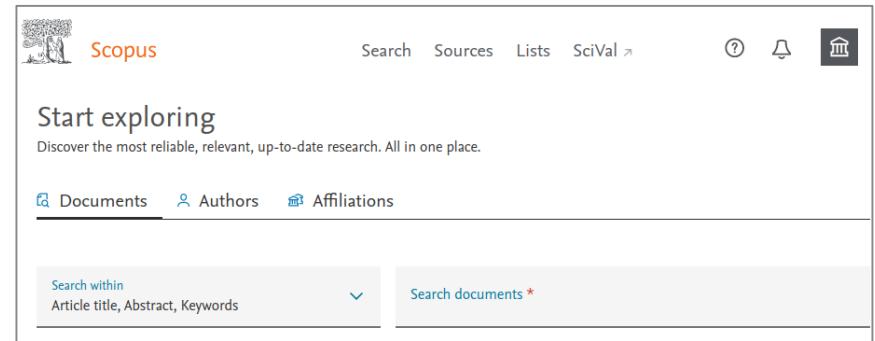 Scopus
Search Sources Lists SciVal ↗
Start exploring
Discover the most reliable, relevant, up-to-date research. All in one place.
Documents Authors Affiliations
Search within
Article title, Abstract, Keywords
Search documents *